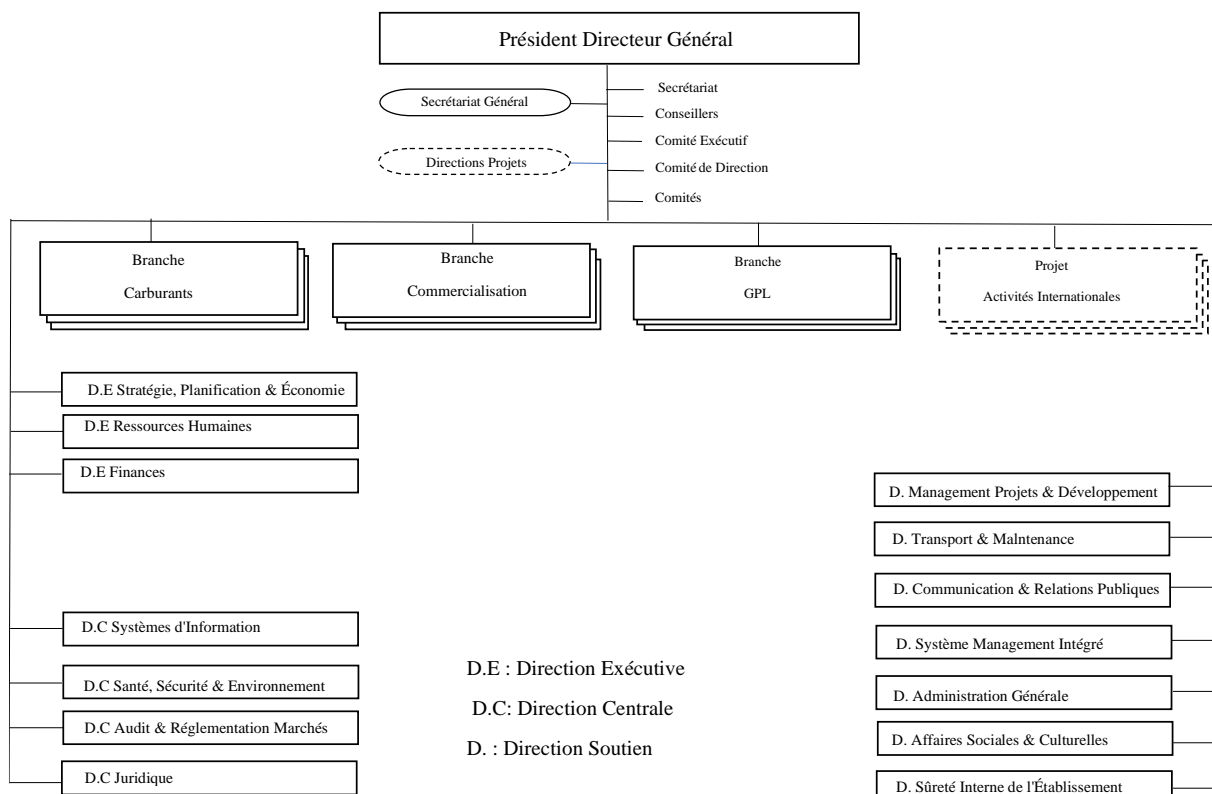 Président Directeur Général
Secrétariat
Secrétariat Général
Conseillers
Comité Exécutif
Directions Projets
Comité de Direction
Comités
Branche
Carburants
Branche
Commercialisation
Branche
GPL
Projet
Activités Internationales
D.E Stratégie, Planification & Économie
D.E Ressources Humaines
D.E Finances
D.C Systèmes d'Information
D.C Santé, Sécurité & Environnement
D.C Audit & Réglementation Marchés
D.C Juridique
D.E : Direction Exécutive
D.C: Direction Centrale
D. : Direction Soutien
D. Management Projets & Développement
D. Transport & Malntenance
D. Communication & Relations Publiques
D. Système Management Intégré
D. Administration Générale
D. Affaires Sociales & Culturelles
D. Sûreté Interne de l'Établissement